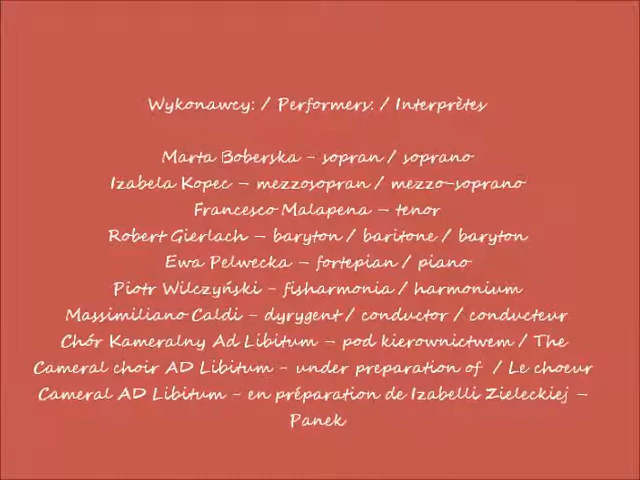 Wykonawcy: / Performers: / Interprètes
Marta Boberska - sopran / soprano
Izabela Kopec - mezzosopran / mezzo-soprano
Francesco Malapena - tenor
Robert Gierlach - baryton / baritone / baryton
Ewa Pelwecka - fortepian / piano
Piotr Wilczyński - fisharmonia / harmonium
Massimiliano Caldi - dyrygent / conductor / conducteur
Chór Kameralny Ad Libitum - pod kierownictwem / The
Cameral choir AD Libitum - under preparation of / Le choeur
Cameral AD Libitum - en préparation de Izabelli Zieleckiej -
Panek